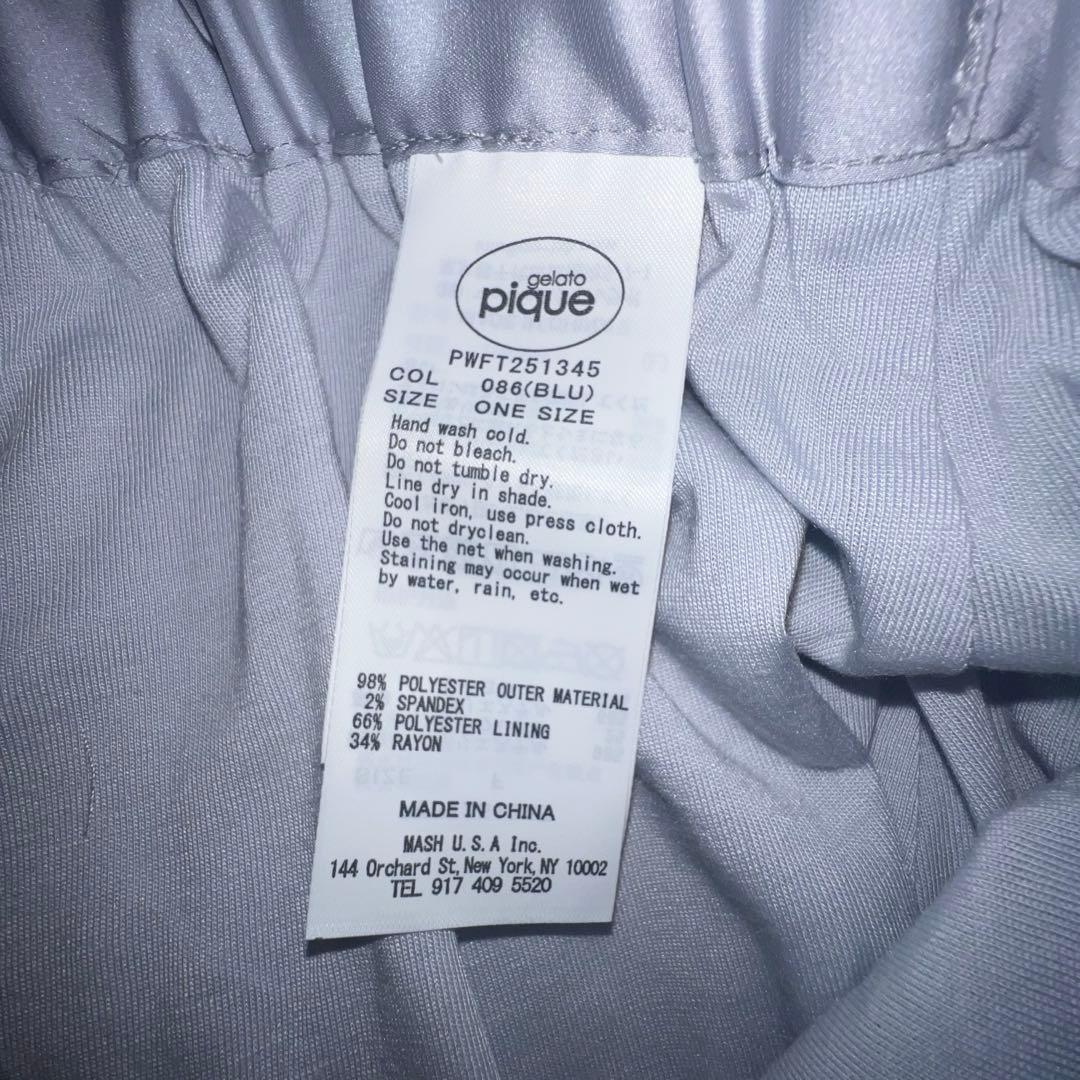 gelato
pique
PWFT251345
COL 086(BLU)
SIZE ONE SIZE
Hand wash cold.
Do not bleach.
Do not tumble dry.
Line dry in shade.
Cool iron, use press cloth.
Do not dryclean.
Use the net when washing.
Staining may occur when wet
by water, rain, etc.
98% POLYESTER OUTER MATERIAL
2% SPANDEX
66% POLYESTER LINING
34% RAYON
MADE IN CHINA
MASH U.S.A Inc.
144 Orchard St, New York, NY 10002
TEL 917 409 5520